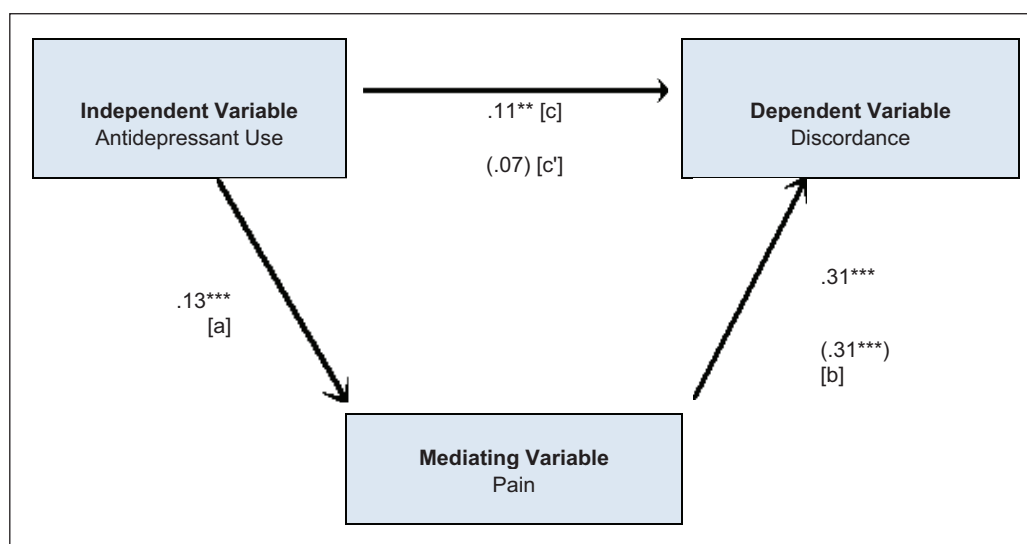 Independent Variable
Antidepressant Use
.11** [c]
(.07) [c']
Dependent Variable
Discordance
.13***
[a]
.31***
(.31***)
[b]
Mediating Variable
Pain